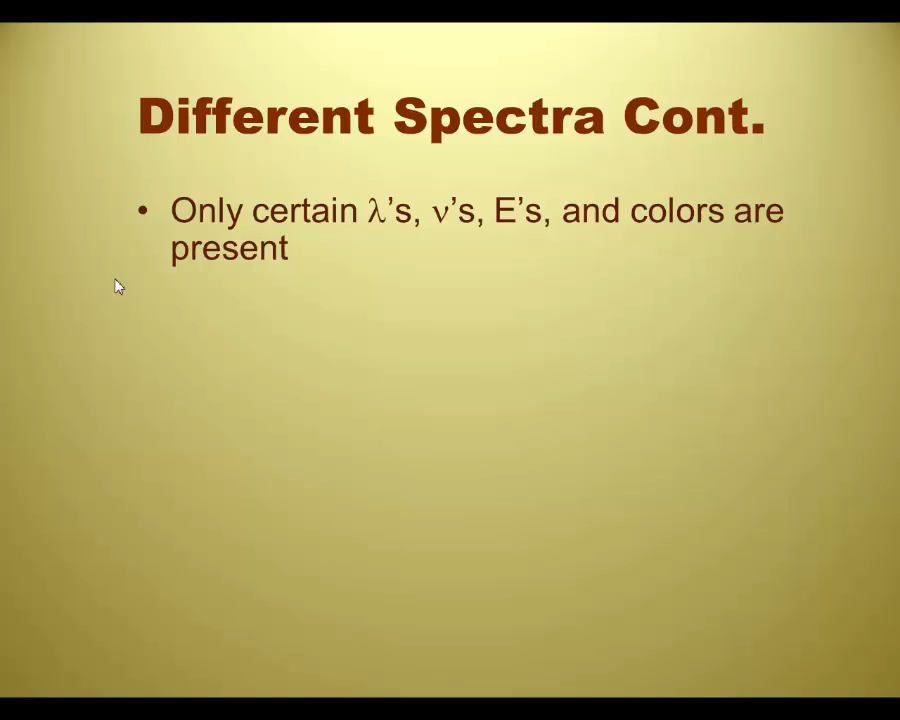 Different Spectra Cont.
• Only certain λ’s, ν’s, E’s, and colors are
present